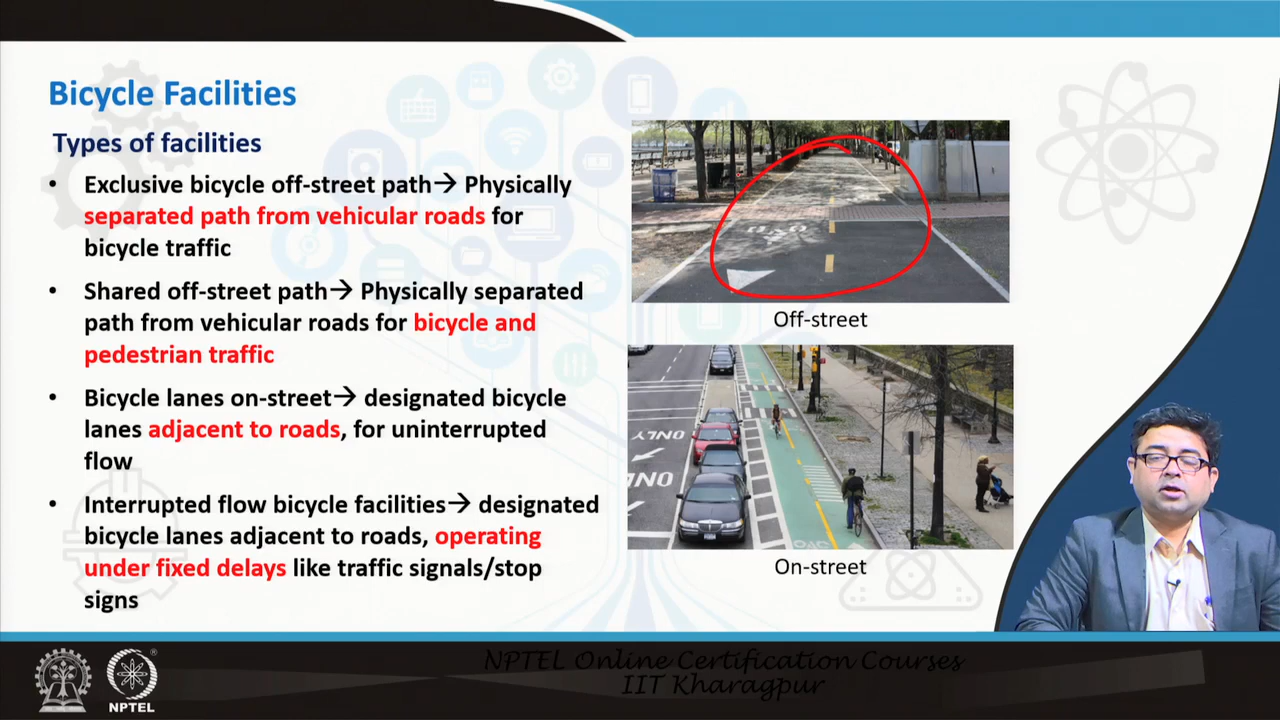 Bicycle Facilities
Types of facilities
• Exclusive bicycle off-street path→ Physically
separated path from vehicular roads for
bicycle traffic
• Shared off-street path→ Physically separated
path from vehicular roads for bicycle and
pedestrian traffic
• Bicycle lanes on-street→ designated bicycle
lanes adjacent to roads, for uninterrupted
flow
• Interrupted flow bicycle facilities→ designated
bicycle lanes adjacent to roads, operating
under fixed delays like traffic signals/stop
signs
Off-street
ONLY
ONLY
On-street
NPTEL
NPTEL Online Certification Courses
IIT Kharagpur